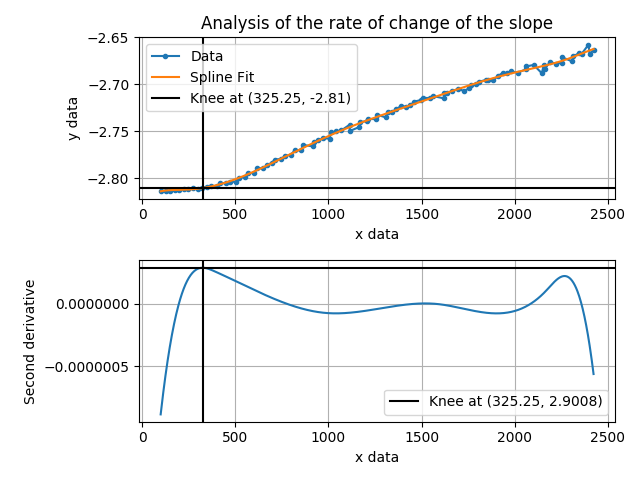 Analysis of the rate of change of the slope
−2.65
−2.70
−2.75
−2.80
y data
Data
Spline Fit
Knee at (325.25, -2.81)
0 500 1000 1500 2000 2500
x data
0.0000000
−0.0000005
Second derivative
Knee at (325.25, 2.9008)
0 500 1000 1500 2000 2500
x data